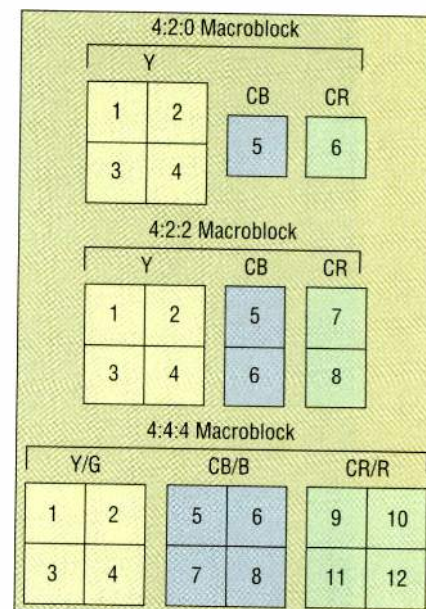 4:2:0 Macroblock
Y
CB CR
1 2
5 6
3 4
4:2:2 Macroblock
Y CB CR
1 2 5 7
3 4 6 8
4:4:4 Macroblock
Y/G CB/B CR/R
1 2 5 6 9 10
3 4 7 8 11 12